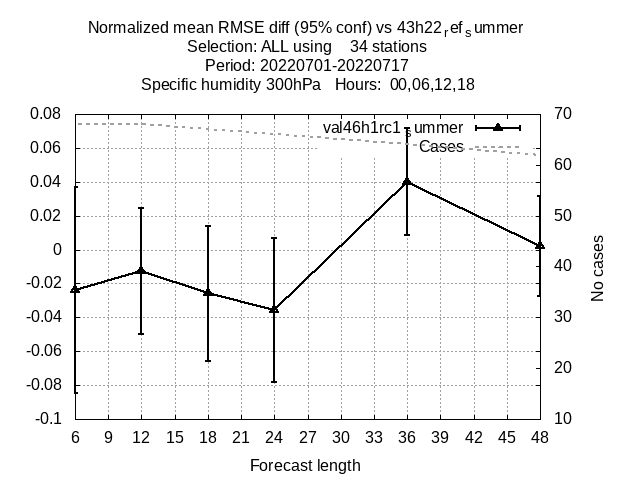 Normalized mean RMSE diff (95% conf) vs 43h22ref summer
Selection: ALL using 34 stations
Period: 20220701-20220717
Specific humidity 300hPa Hours: 00,06,12,18
val46h1rc1summer
Cases
0.08
0.06
0.04
0.02
0
-0.02
-0.04
-0.06
-0.08
-0.1
70
60
50
40
30
20
10
No cases
6 9 12 15 18 21 24 27 30 33 36 39 42 45 48
Forecast length